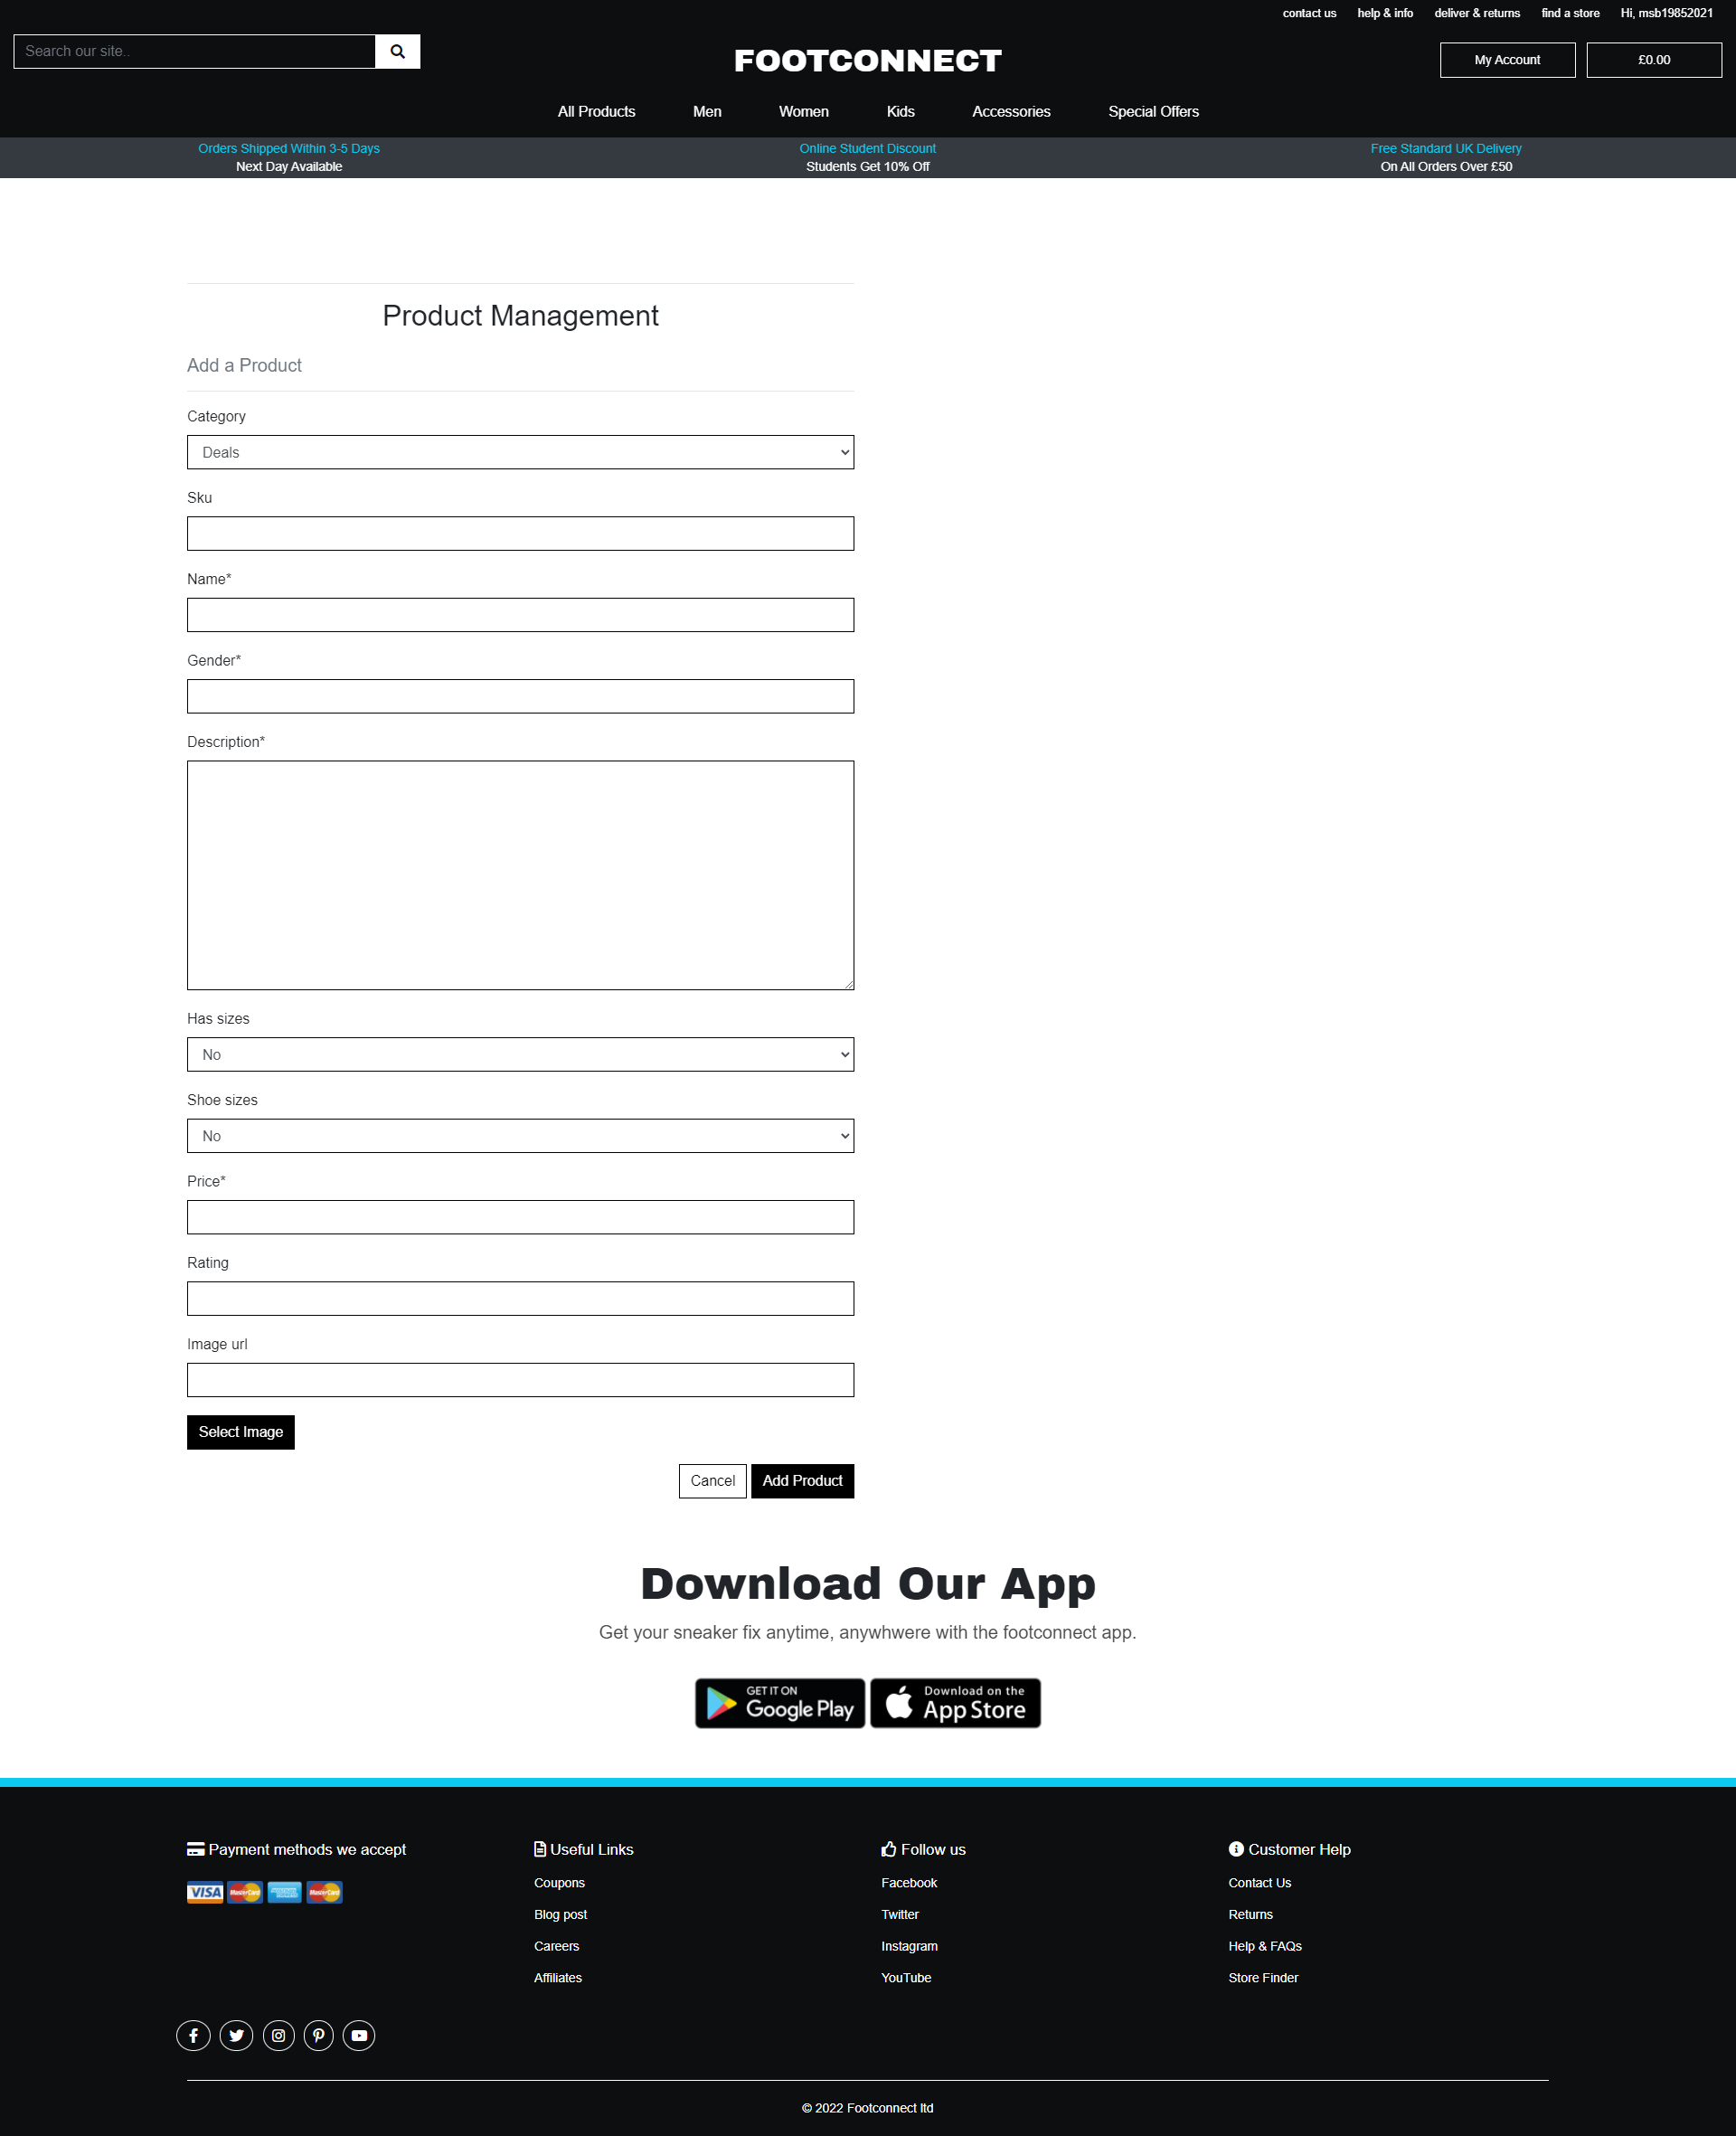 contact us help & info deliver & returns find a store Hi, msb19852021
Search our site..
FOOTCONNECT
My Account £0.00
All Products Men Women Kids Accessories Special Offers
Orders Shipped Within 3-5 Days Online Student Discount Free Standard UK Delivery
Next Day Available Students Get 10% Off On All Orders Over £50
Product Management
Add a Product
Category
Deals
Sku
Name*
Gender*
Description*
Has sizes
No
Shoe sizes
No
Price*
Rating
Image url
Select Image
Cancel Add Product
Download Our App
Get your sneaker fix anytime, anywhwere with the footconnect app.
GET IT ON Download on the
Google Play App Store
Payment methods we accept Useful Links Follow us Customer Help
VISA MasterCard MasterCard Coupons Facebook Contact Us
Blog post Twitter Returns
Careers Instagram Help & FAQs
Affiliates YouTube Store Finder
© 2022 Footconnect ltd